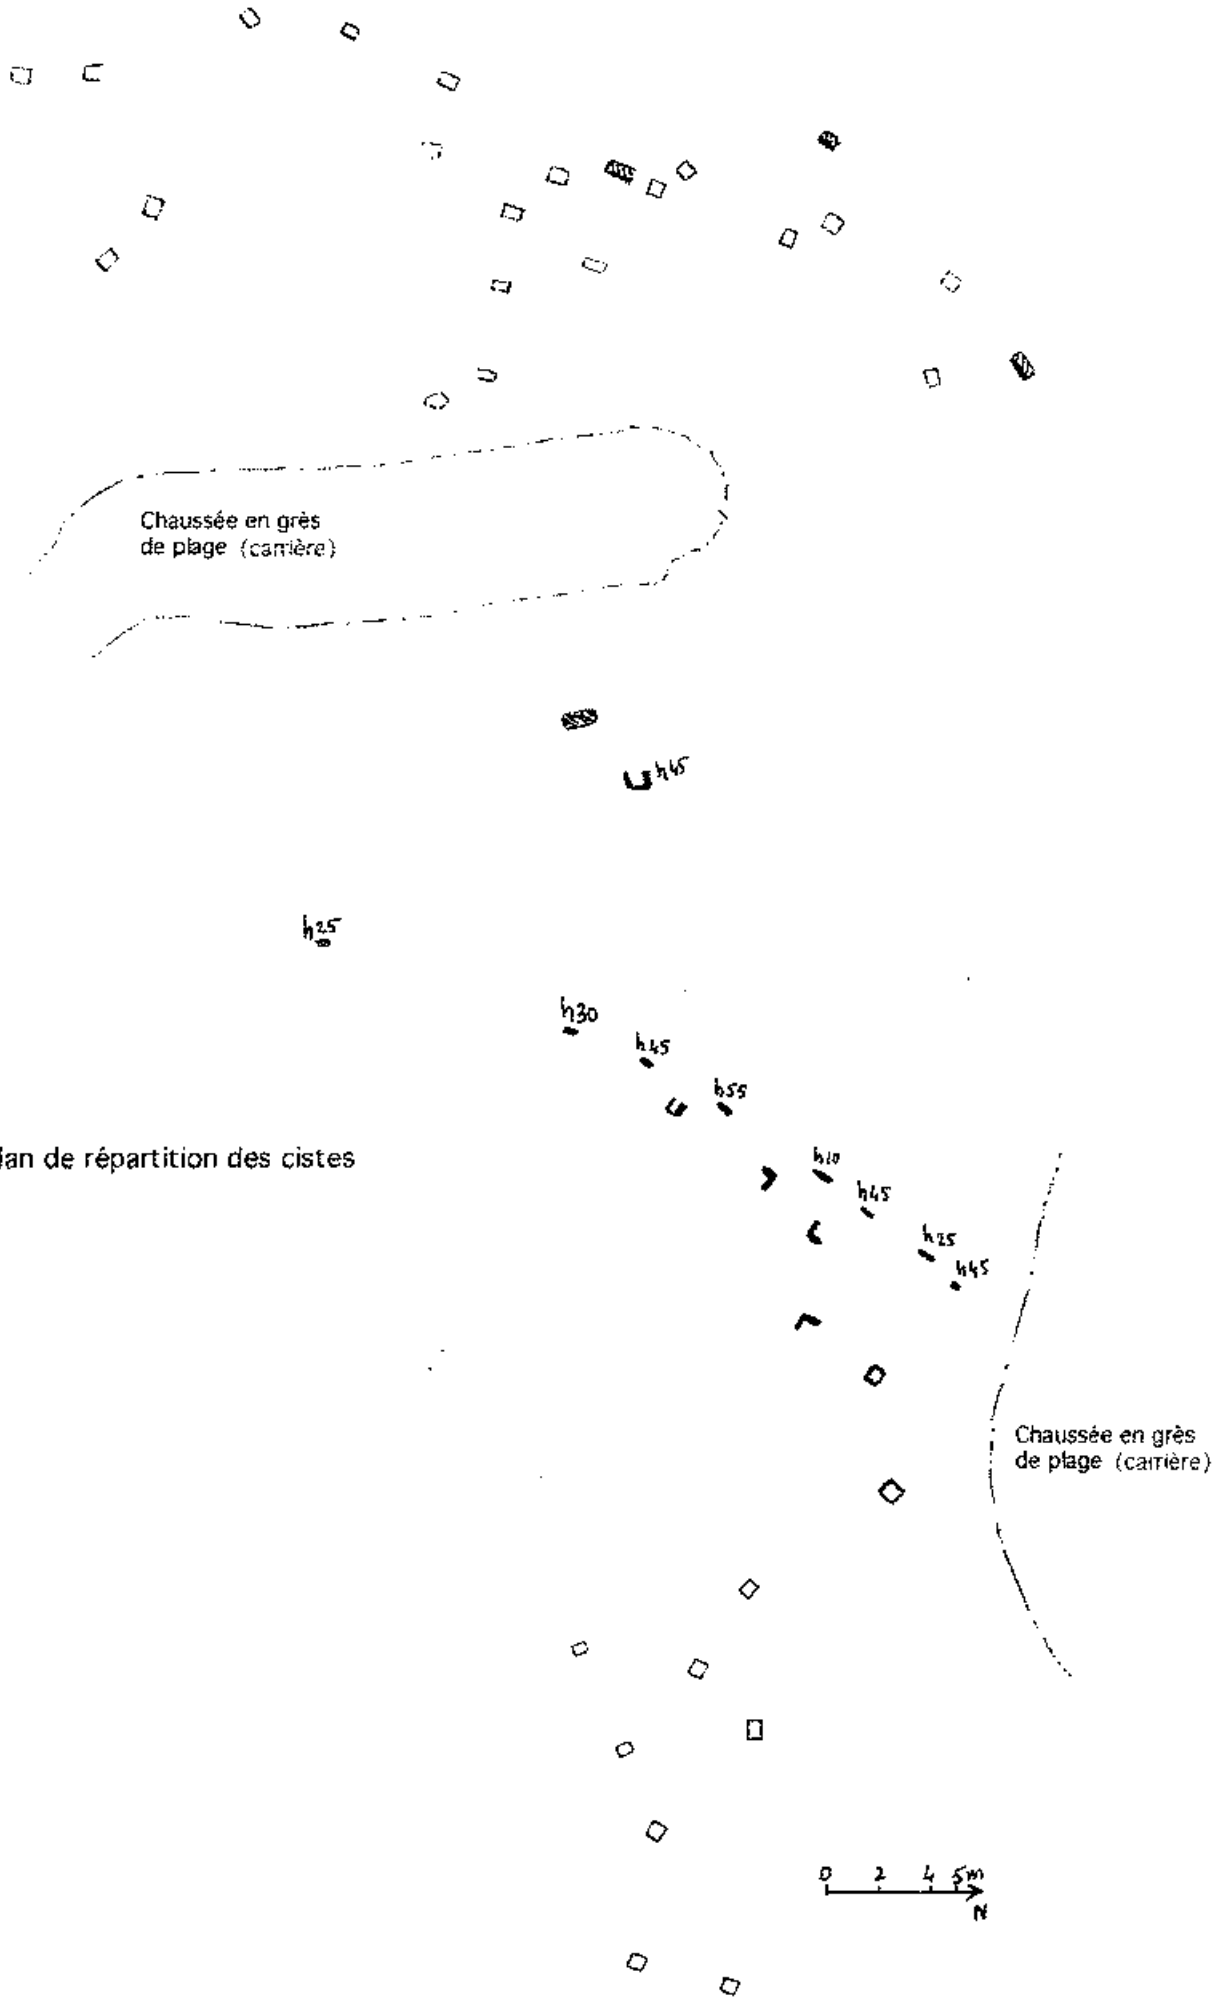 Chaussée en grès
de plage (carrière)
h45
h25
h30
h45
h55
lan de répartition des cistes
h10
h45
h25
h45
Chaussée en grès
de plage (carrière)
0 2 4 5m
N